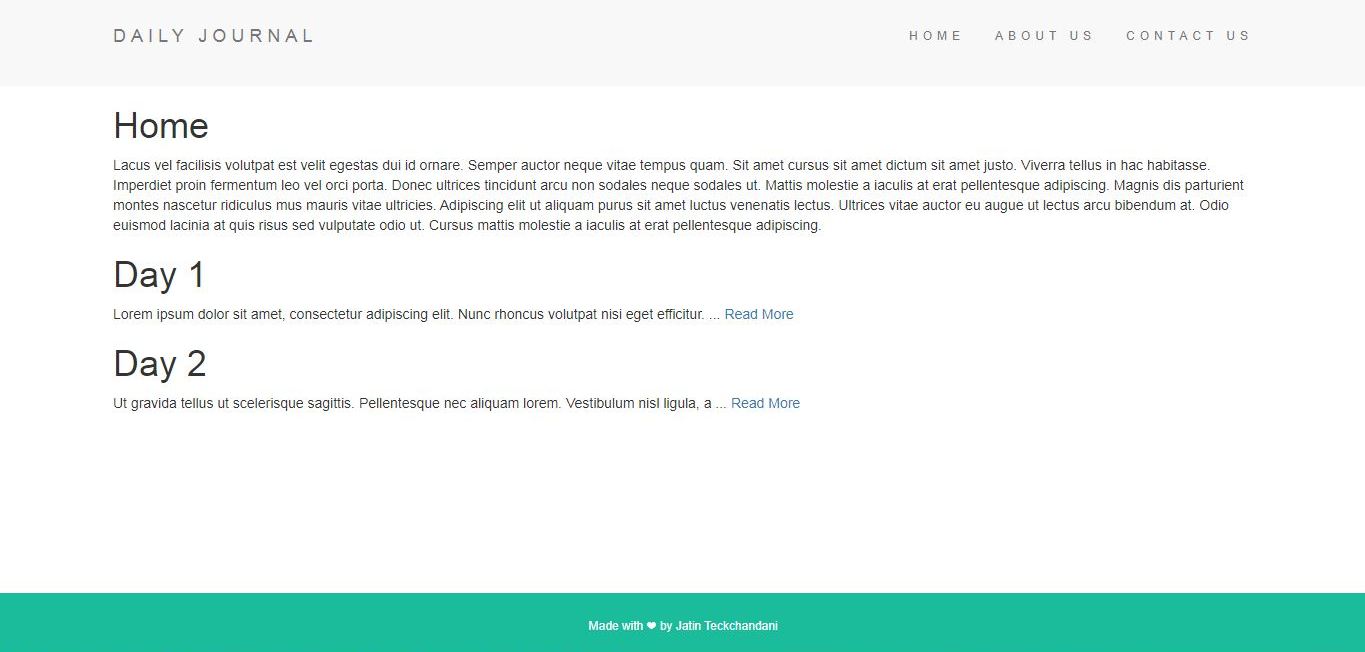 DAILY JOURNAL
HOME ABOUT US CONTACT US
Home
Lacus vel facilisis volutpat est velit egestas dui id ornare. Semper auctor neque vitae tempus quam. Sit amet cursus sit amet dictum sit amet justo. Viverra tellus in hac habitasse.
Imperdiet proin fermentum leo vel orci porta. Donec ultrices tincidunt arcu non sodales neque sodales ut. Mattis molestie a iaculis at erat pellentesque adipiscing. Magnis dis parturient
montes nascetur ridiculus mus mauris vitae ultricies. Adipiscing elit ut aliquam purus sit amet luctus venenatis lectus. Ultrices vitae auctor eu augue ut lectus arcu bibendum at. Odio
euismod lacinia at quis risus sed vulputate odio ut. Cursus mattis molestie a iaculis at erat pellentesque adipiscing.
Day 1
Lorem ipsum dolor sit amet, consectetur adipiscing elit. Nunc rhoncus volutpat nisi eget efficitur. ... Read More
Day 2
Ut gravida tellus ut scelerisque sagittis. Pellentesque nec aliquam lorem. Vestibulum nisl ligula, a ... Read More
Made with ❤ by Jatin Teckchandani